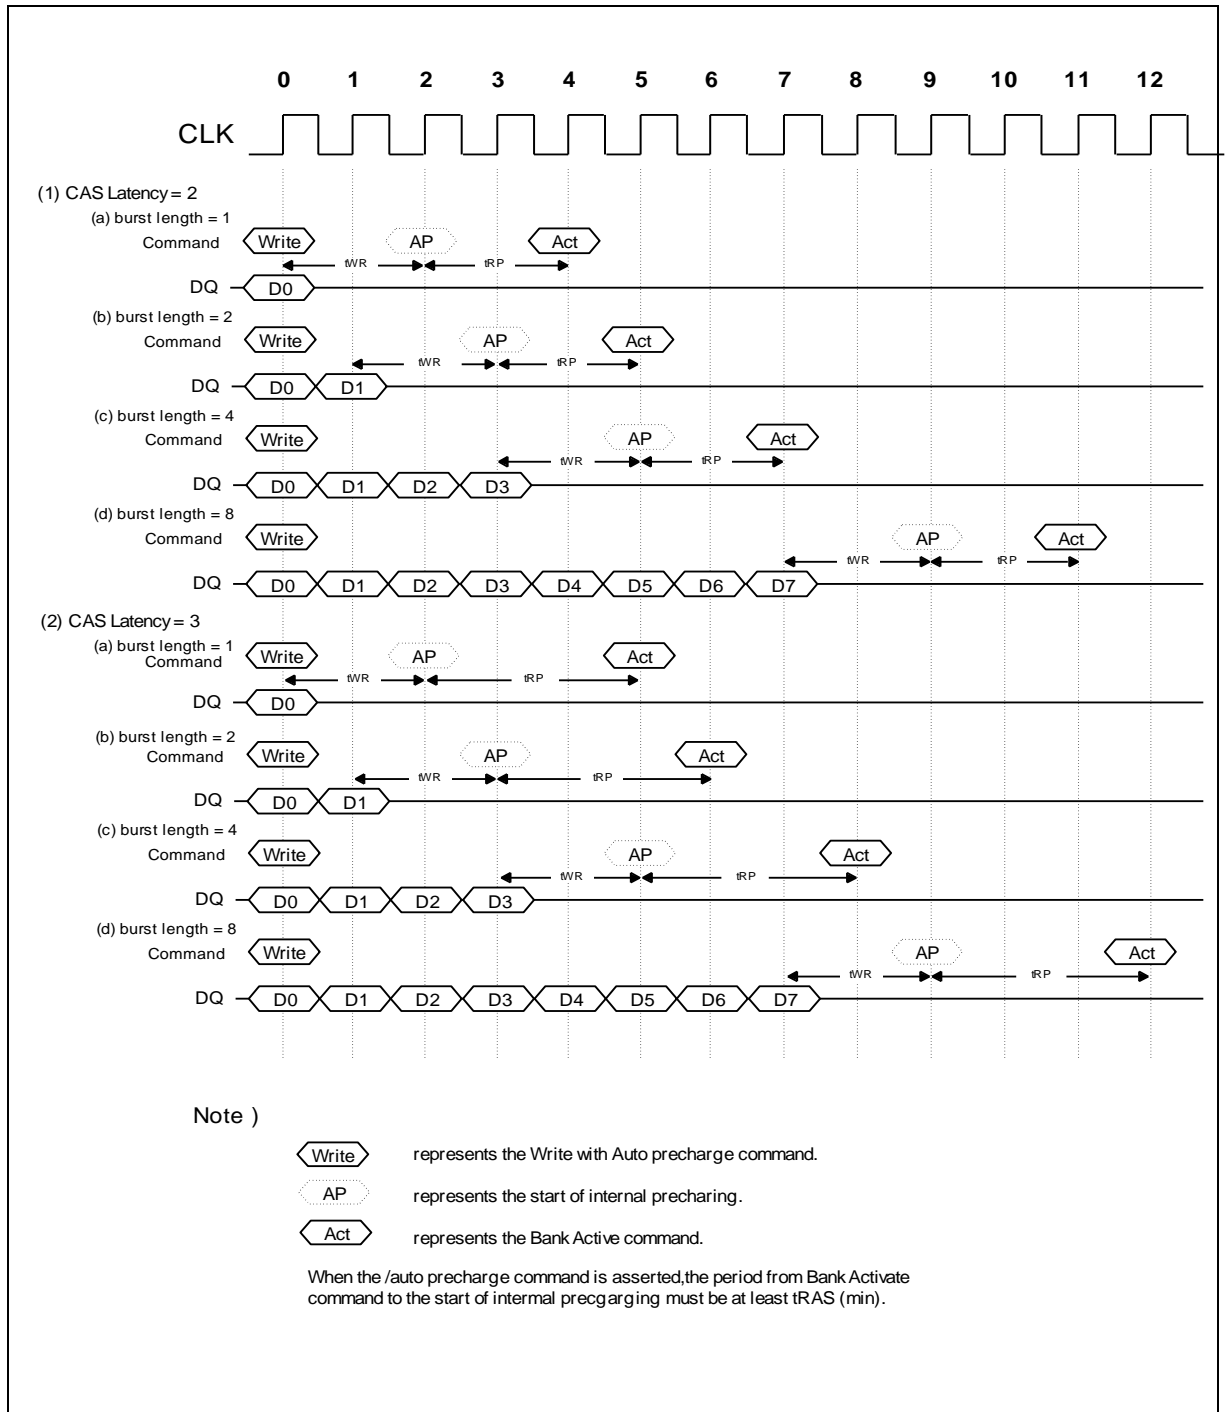 0 1 2 3 4 5 6 7 8 9 10 11 12
CLK
(1) CAS Latency = 2
(a) burst length = 1
Command Write AP Act
tWR tRP
DQ D0
(b) burst length = 2
Command Write AP Act
tWR tRP
DQ D0 D1
(c) burst length = 4
Command Write AP Act
tWR tRP
DQ D0 D1 D2 D3
(d) burst length = 8
Command Write AP Act
tWR tRP
DQ D0 D1 D2 D3 D4 D5 D6 D7
(2) CAS Latency = 3
(a) burst length = 1
Command Write AP Act
tWR tRP
DQ D0
(b) burst length = 2
Command Write AP Act
tWR tRP
DQ D0 D1
(c) burst length = 4
Command Write AP Act
tWR tRP
DQ D0 D1 D2 D3
(d) burst length = 8
Command Write AP Act
tWR tRP
DQ D0 D1 D2 D3 D4 D5 D6 D7
Note )
Write represents the Write with Auto precharge command.
AP represents the start of internal precharing.
Act represents the Bank Active command.
When the /auto precharge command is asserted,the period from Bank Activate
command to the start of intermal precgarging must be at least tRAS (min).